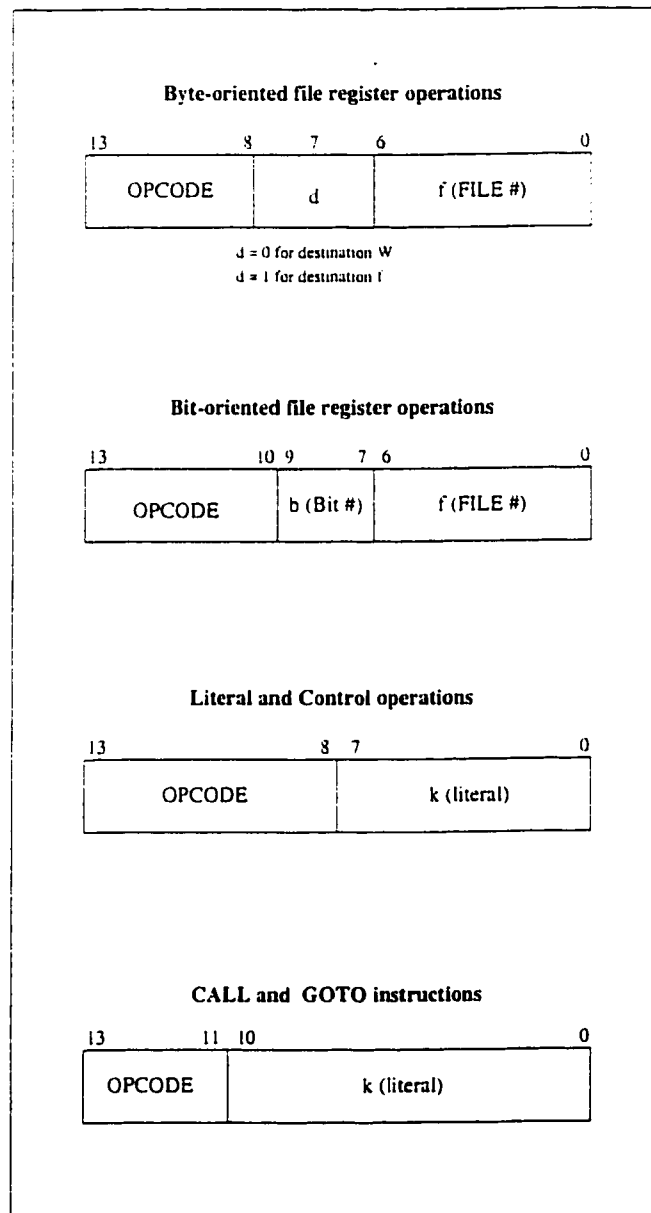 Byte-oriented file register operations
13 8 7 6 0
OPCODE d f (FILE #)
d = 0 for destination W
d = 1 for destination f
Bit-oriented file register operations
13 10 9 7 6 0
OPCODE b (Bit #) f (FILE #)
Literal and Control operations
13 8 7 0
OPCODE k (literal)
CALL and GOTO instructions
13 11 10 0
OPCODE k (literal)